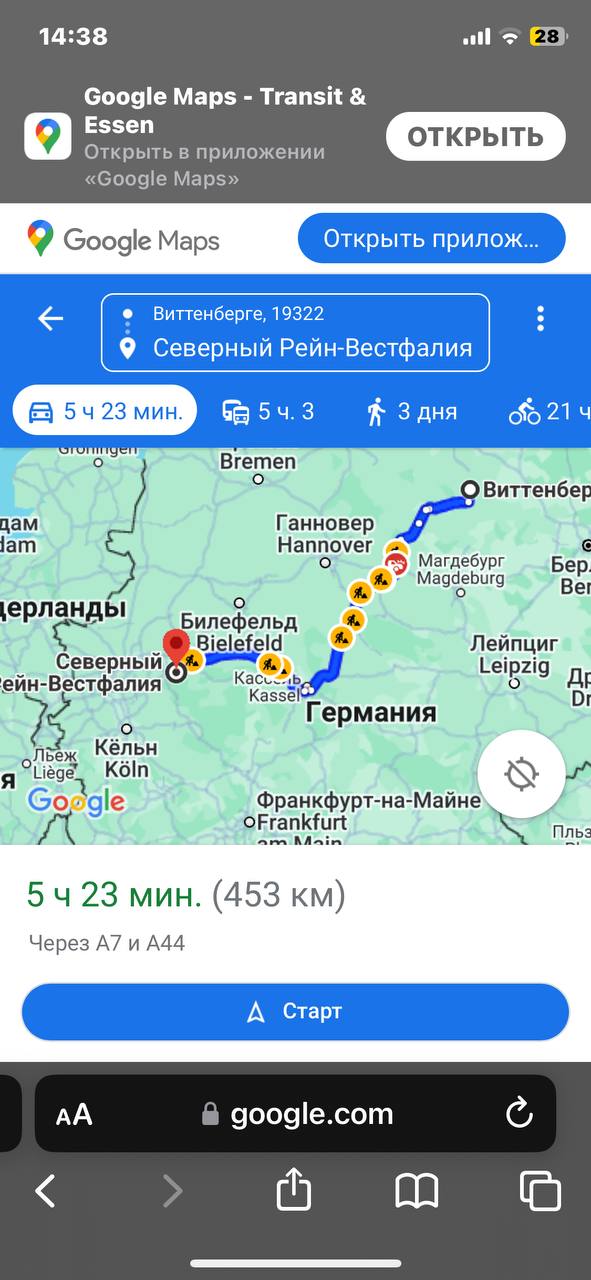 14:38
28
Google Maps - Transit &
Essen
Открыть в приложении
«Google Maps»
ОТКРЫТЬ
Google Maps
Открыть прилож...
Виттенберге, 19322
Северный Рейн-Вестфалия
5 ч 23 мин.
5 ч. 3
3 дня
21 ч
Groningen
Bremen
Виттенбер
дам
dam
Ганновер
Hannover
Магдебург
Magdeburg
Бер.
Ber
дерланды
Билефельд
Bielefeld
Северный
Рейн-Вестфалия
Кассель
Kassel
Лейпциг
Leipzig
Др
Dr
Германия
Кёльн
Köln
Льеж
Liège
я
Google
Франкфурт-на-Майне
Frankfurt
am Main
Пльз
5 ч 23 мин. (453 км)
Через A7 и A44
Старт
AA
google.com